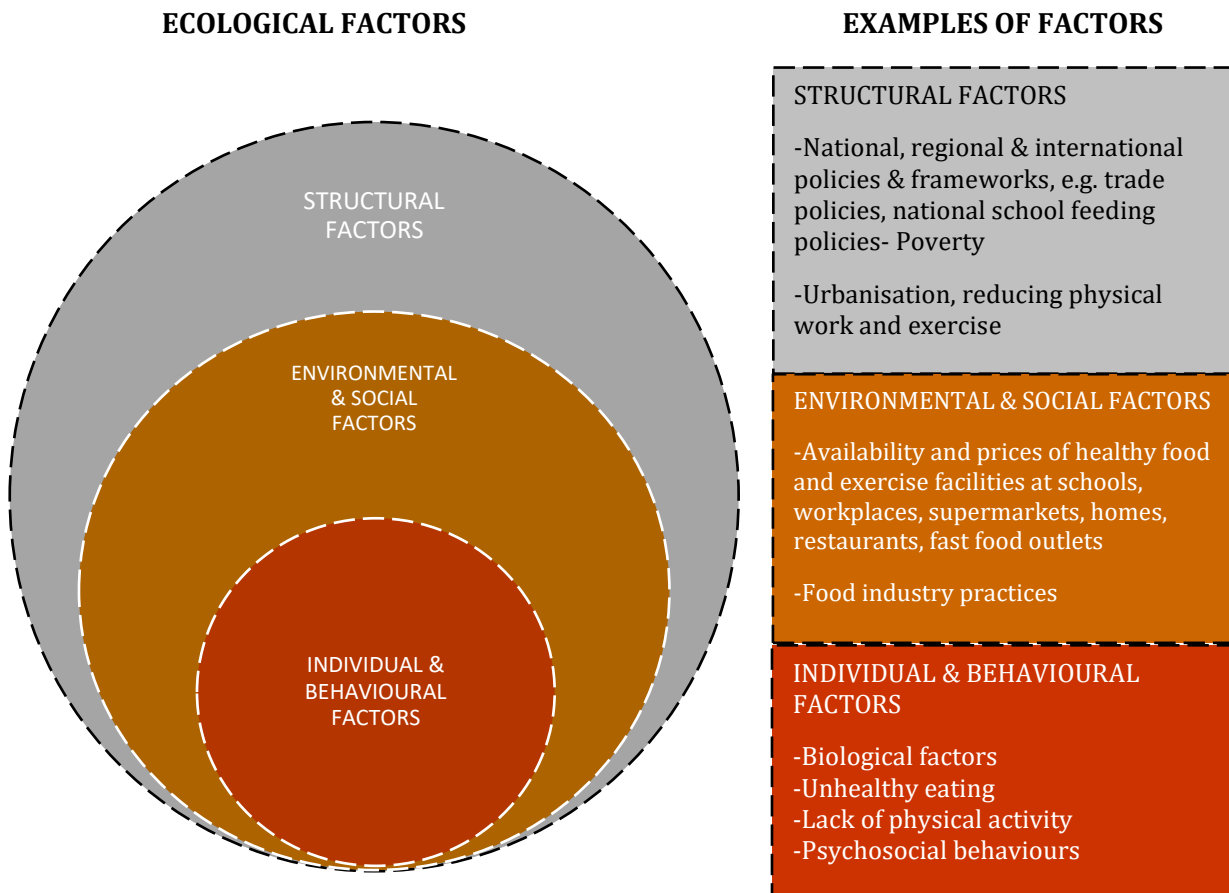 ECOLOGICAL FACTORS
STRUCTURAL
FACTORS
ENVIRONMENTAL
& SOCIAL
FACTORS
INDIVIDUAL &
BEHAVIOURAL
FACTORS
EXAMPLES OF FACTORS
STRUCTURAL FACTORS
-National, regional & international
policies & frameworks, e.g. trade
policies, national school feeding
policies- Poverty
-Urbanisation, reducing physical
work and exercise
ENVIRONMENTAL & SOCIAL FACTORS
-Availability and prices of healthy food
and exercise facilities at schools,
workplaces, supermarkets, homes,
restaurants, fast food outlets
-Food industry practices
INDIVIDUAL & BEHAVIOURAL
FACTORS
-Biological factors
-Unhealthy eating
-Lack of physical activity
-Psychosocial behaviours